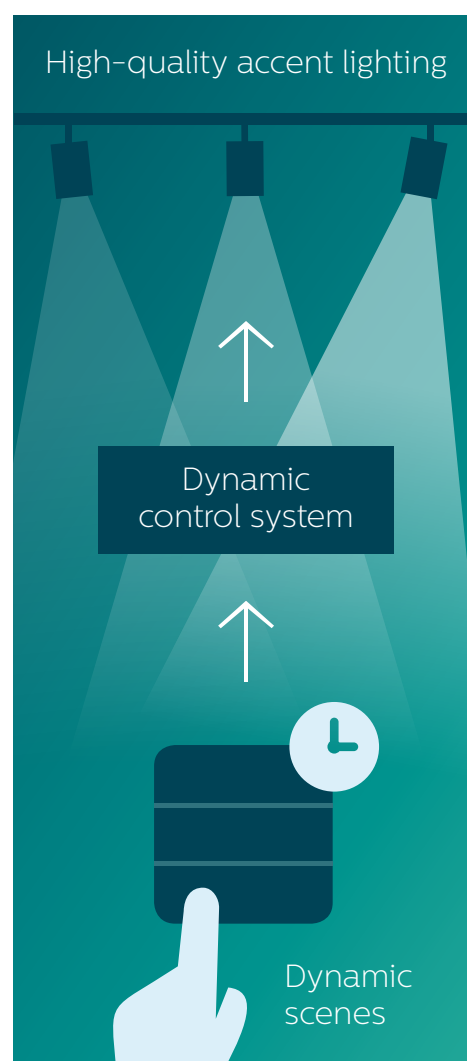 High-quality accent lighting
Dynamic
control system
Dynamic
scenes